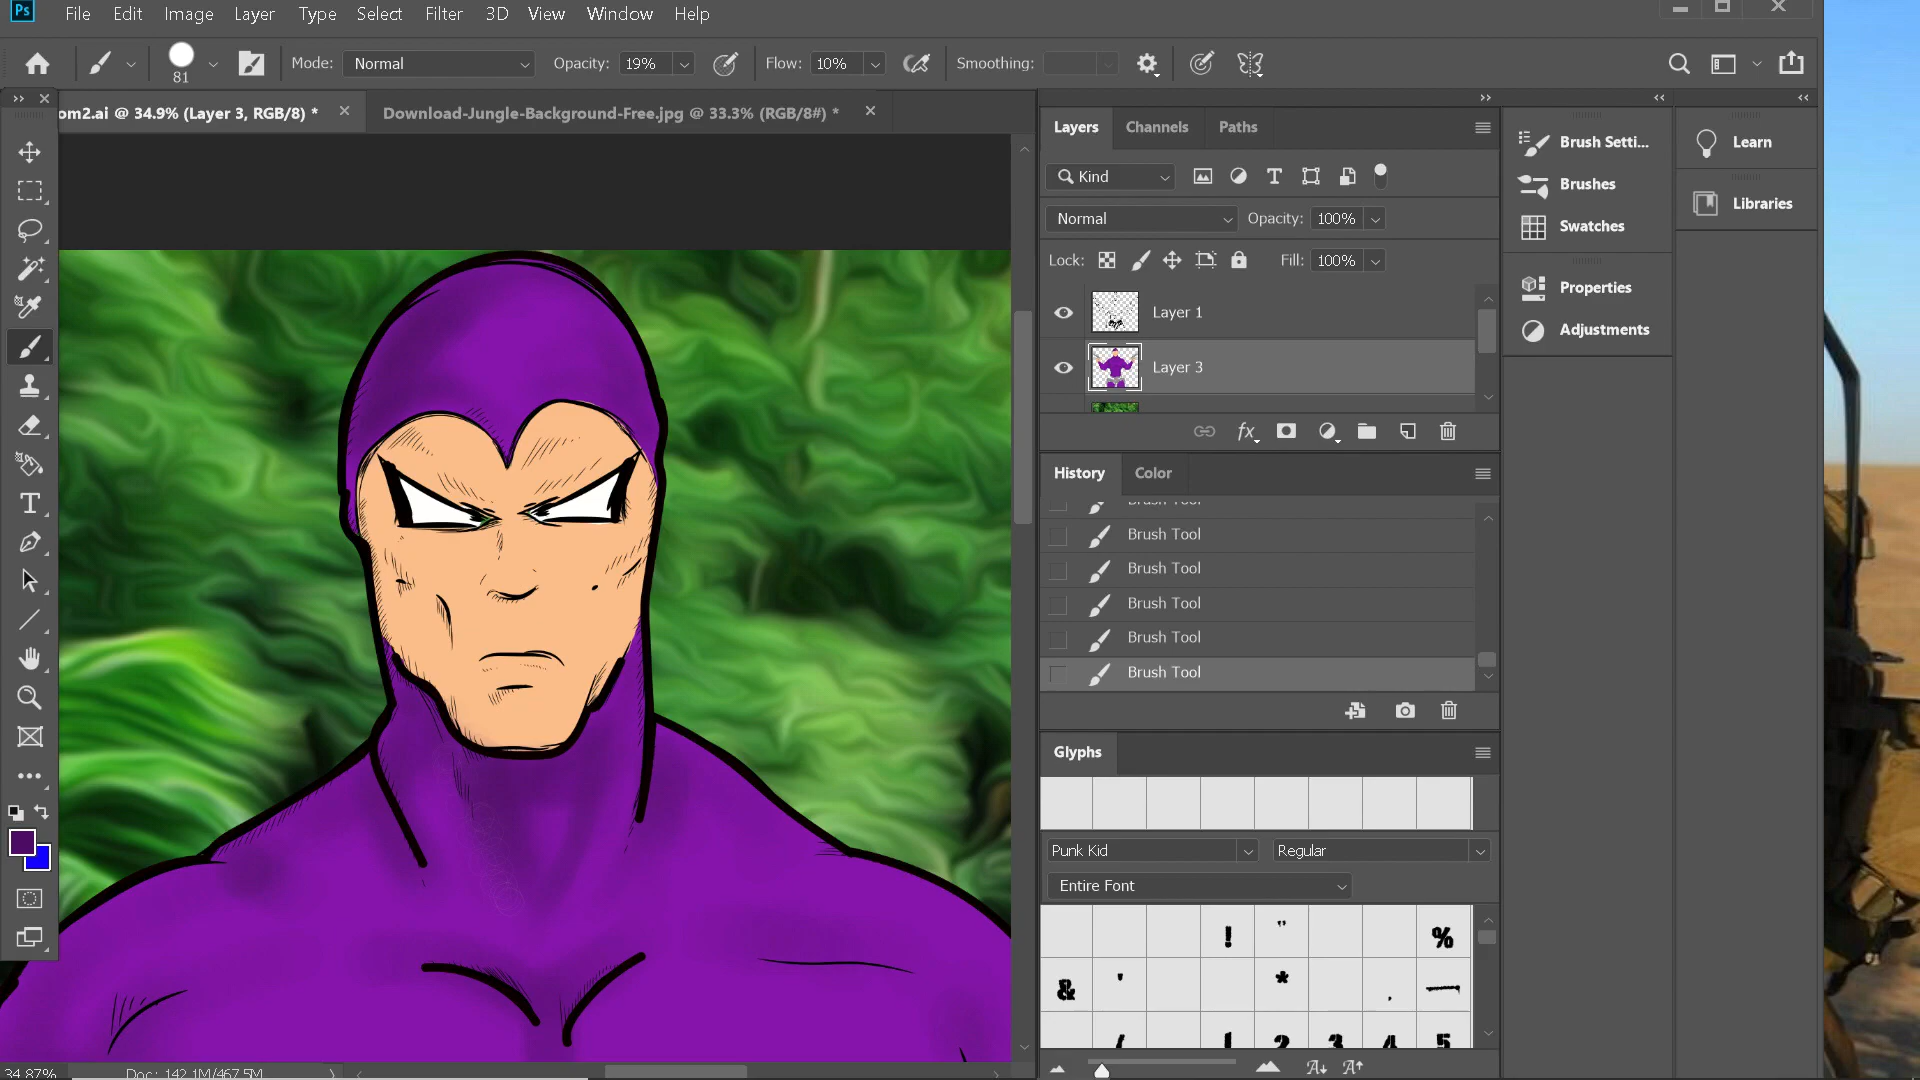 Ps File Edit Image Layer Type Select Filter 3D View Window Help
81 Mode: Normal Opacity: 19% Flow: 10% Smoothing:
om2.ai @ 34.9% (Layer 3, RGB/8) * Download-Jungle-Background-Free.jpg @ 33.3% (RGB/8#) *
Layers Channels Paths
Kind
Normal Opacity: 100%
Lock: Fill: 100%
Layer 1
Layer 3
fx
History Color
Brush Tool
Brush Tool
Brush Tool
Brush Tool
Brush Tool
Brush Tool
Glyphs
Punk Kid Regular
Entire Font
! " %
& ' * , —
( 1 2 3 4 5
Brush Setti...
Brushes
Swatches
Properties
Adjustments
Learn
Libraries
34.87% Doc: 142.1M/467.5M